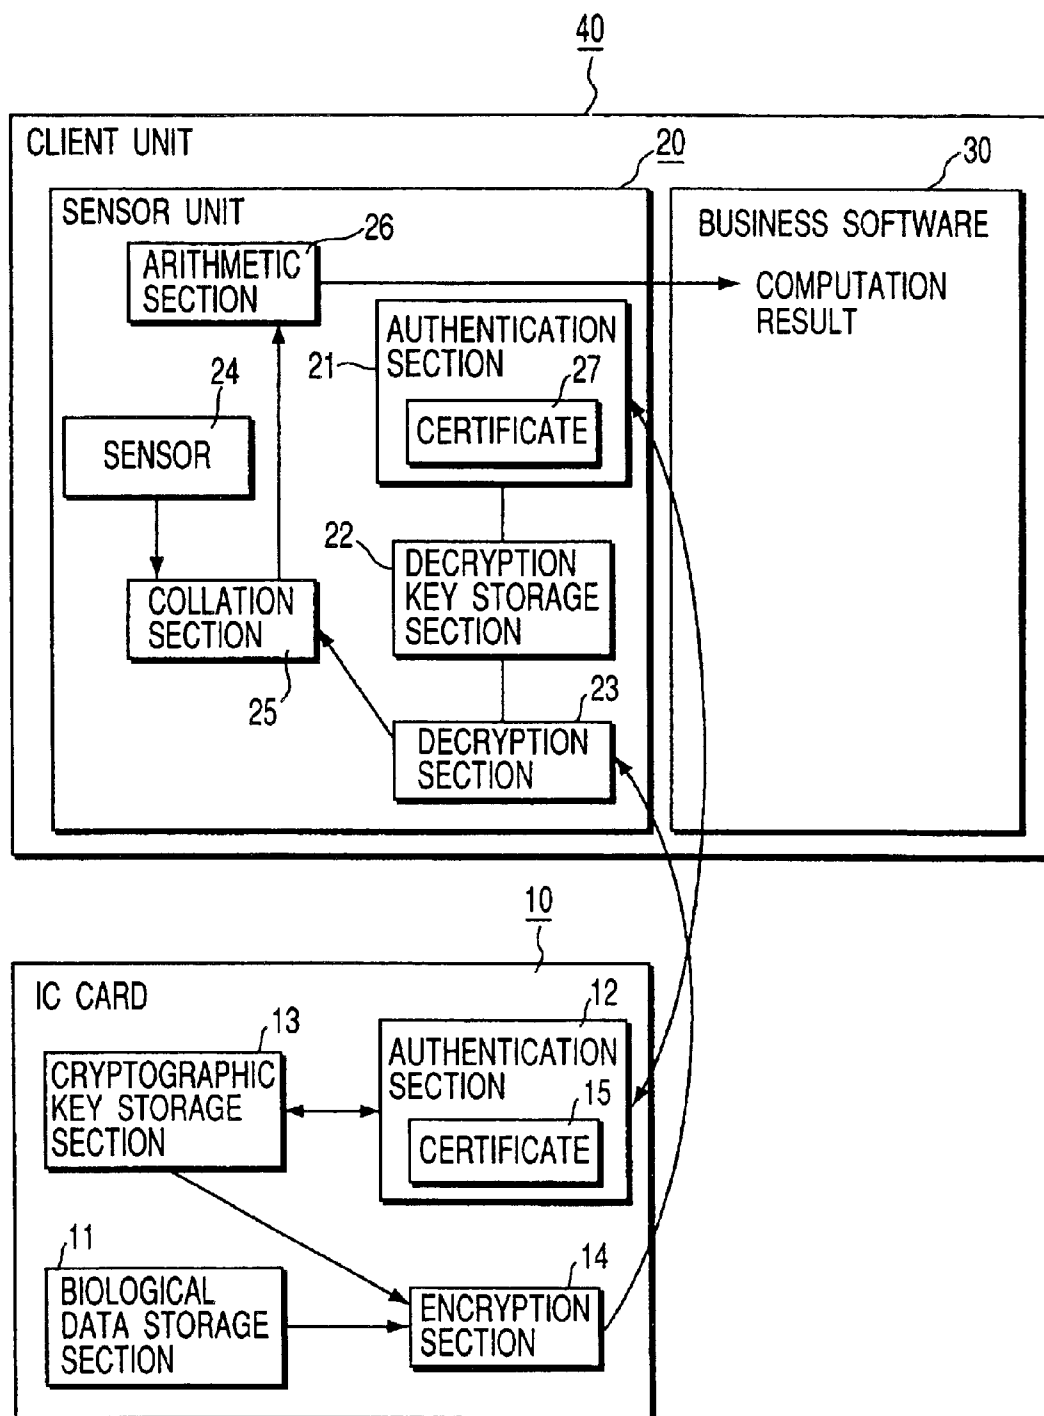 40
CLIENT UNIT
20
30
SENSOR UNIT
26
ARITHMETIC
SECTION
BUSINESS SOFTWARE
COMPUTATION
RESULT
AUTHENTICATION
SECTION
21
27
CERTIFICATE
24
SENSOR
22
DECRYPTION
KEY STORAGE
SECTION
COLLATION
SECTION
25
23
DECRYPTION
SECTION
10
IC CARD
13
CRYPTOGRAPHIC
KEY STORAGE
SECTION
12
AUTHENTICATION
SECTION
15
CERTIFICATE
11
BIOLOGICAL
DATA STORAGE
SECTION
14
ENCRYPTION
SECTION